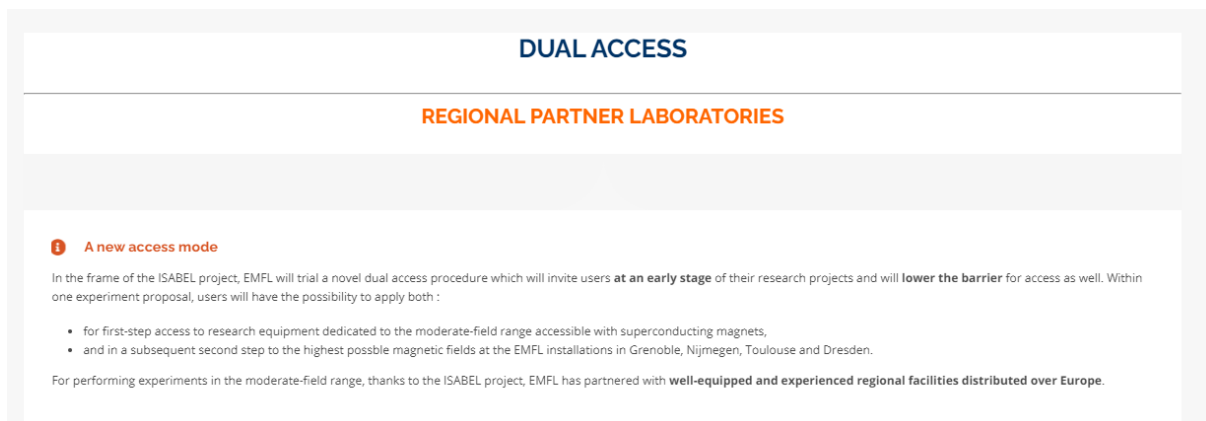 DUAL ACCESS
REGIONAL PARTNER LABORATORIES
A new access mode
In the frame of the ISABEL project, EMFL will trial a novel dual access procedure which will invite users at an early stage of their research projects and will lower the barrier for access as well. Within
one experiment proposal, users will have the possibility to apply both :
• for first-step access to research equipment dedicated to the moderate-field range accessible with superconducting magnets,
• and in a subsequent second step to the highest possble magnetic fields at the EMFL installations in Grenoble, Nijmegen, Toulouse and Dresden.
For performing experiments in the moderate-field range, thanks to the ISABEL project, EMFL has partnered with well-equipped and experienced regional facilities distributed over Europe.